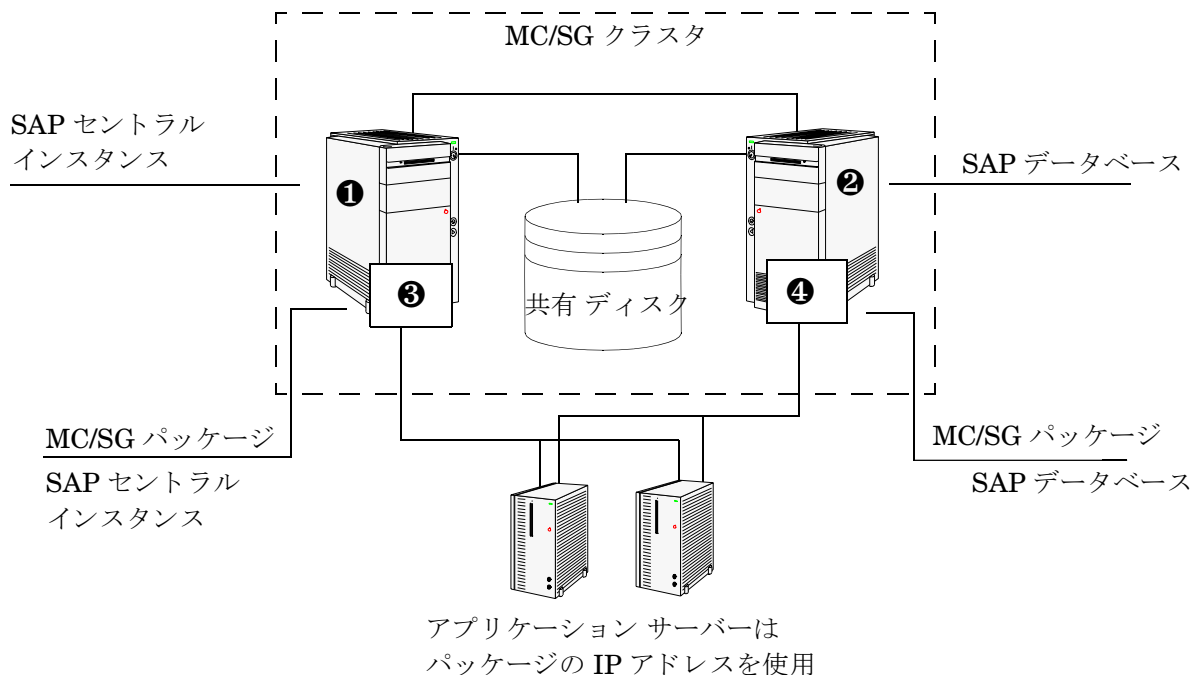 MC/SG クラスタ
SAP セントラル
インスタンス
SAP データベース
❶
❷
❸
❹
共有 ディスク
MC/SG パッケージ
SAP セントラル
インスタンス
MC/SG パッケージ
SAP データベース
アプリケーション サーバーは
パッケージの IP アドレスを使用